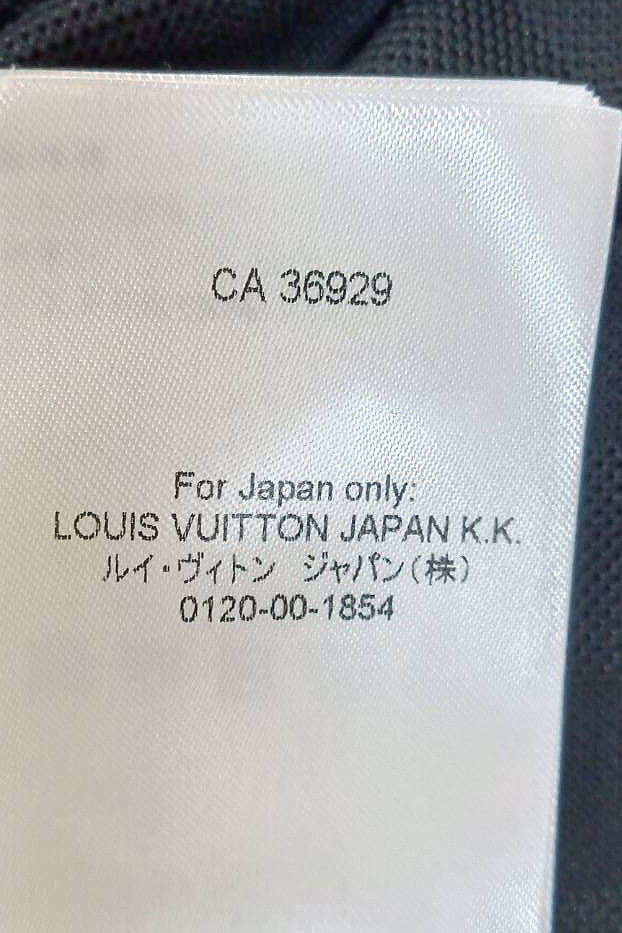 CA 36929
For Japan only:
LOUIS VUITTON JAPAN K.K.
ルイ・ヴィトン　ジャパン(株)
0120-00-1854